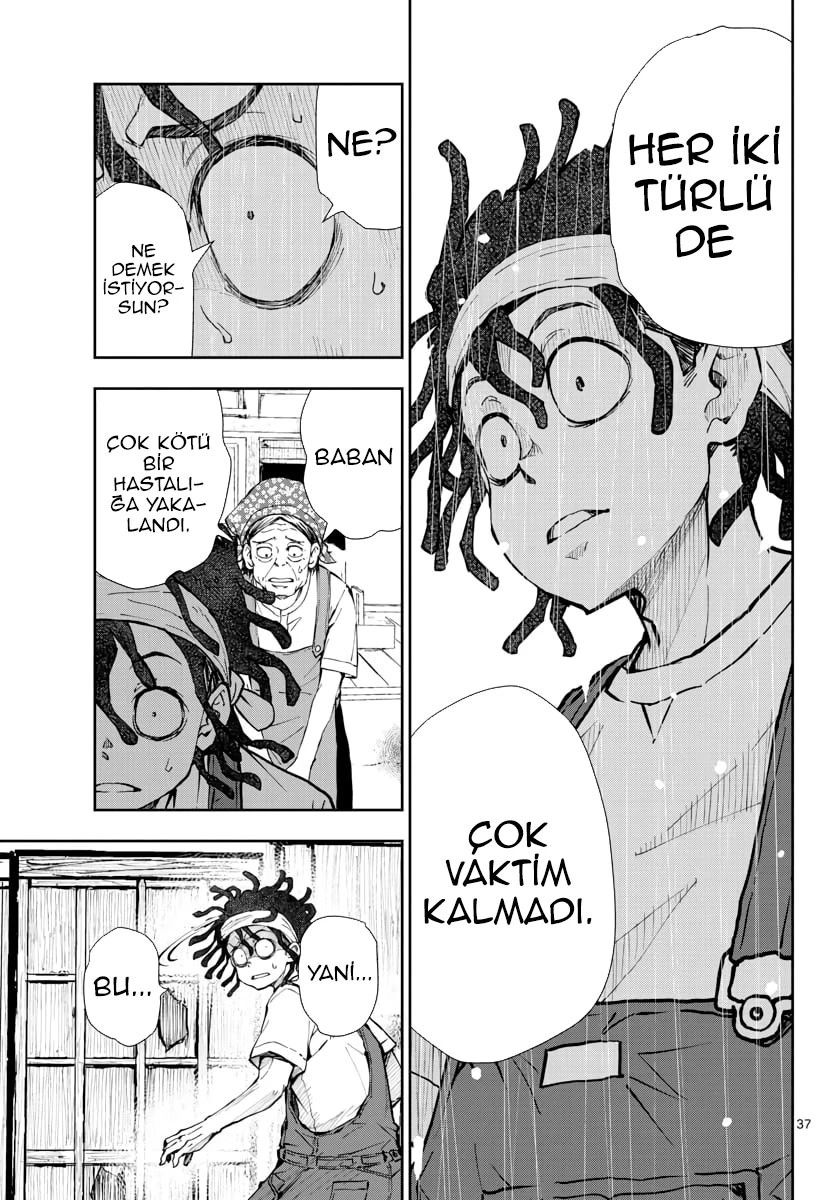 HER İKİ
TÜRLÜ
DE
ÇOK
VAKTİM
KALMADI.
NE?
NE
DEMEK
İSTİYOR-
SUN?
BABAN
ÇOK KÖTÜ
BİR
HASTALI-
ĞA YAKA-
LANDI.
YANİ...
BU...
37